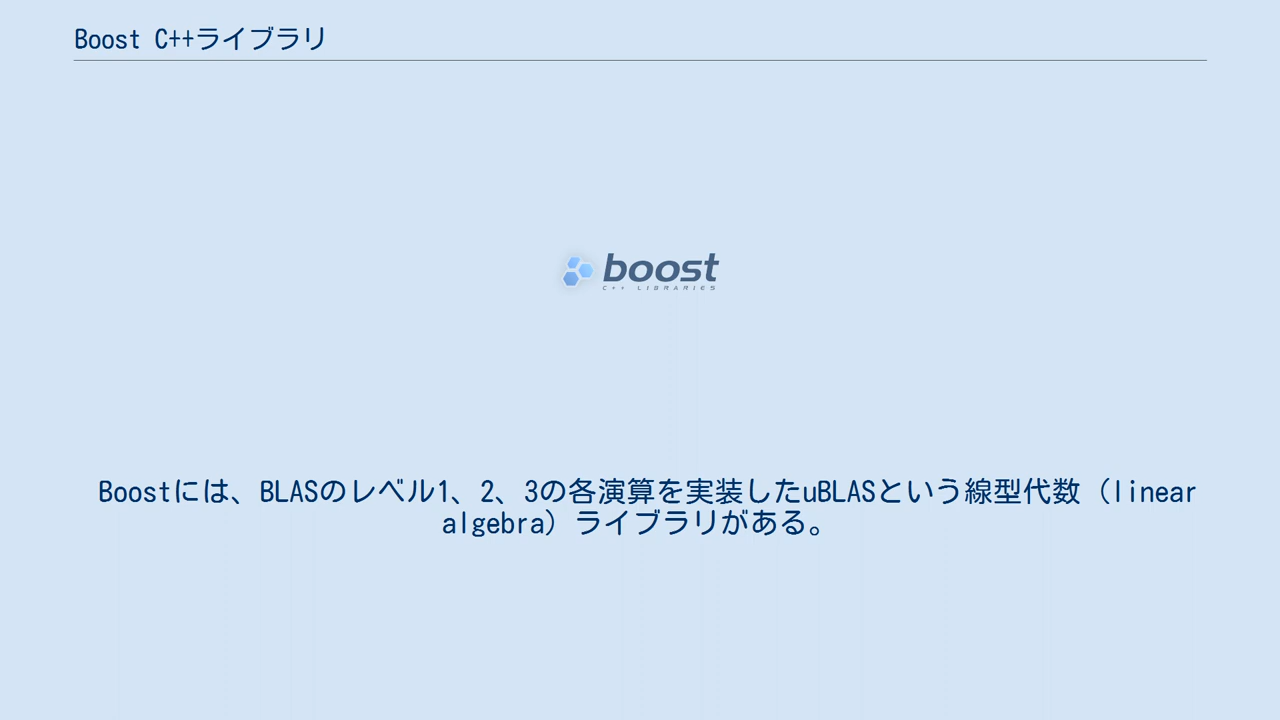 Boost C++ライブラリ
boost
C++ LIBRARIES
Boostには、BLASのレベル1、2、3の各演算を実装したuBLASという線型代数（linear
algebra）ライブラリがある。